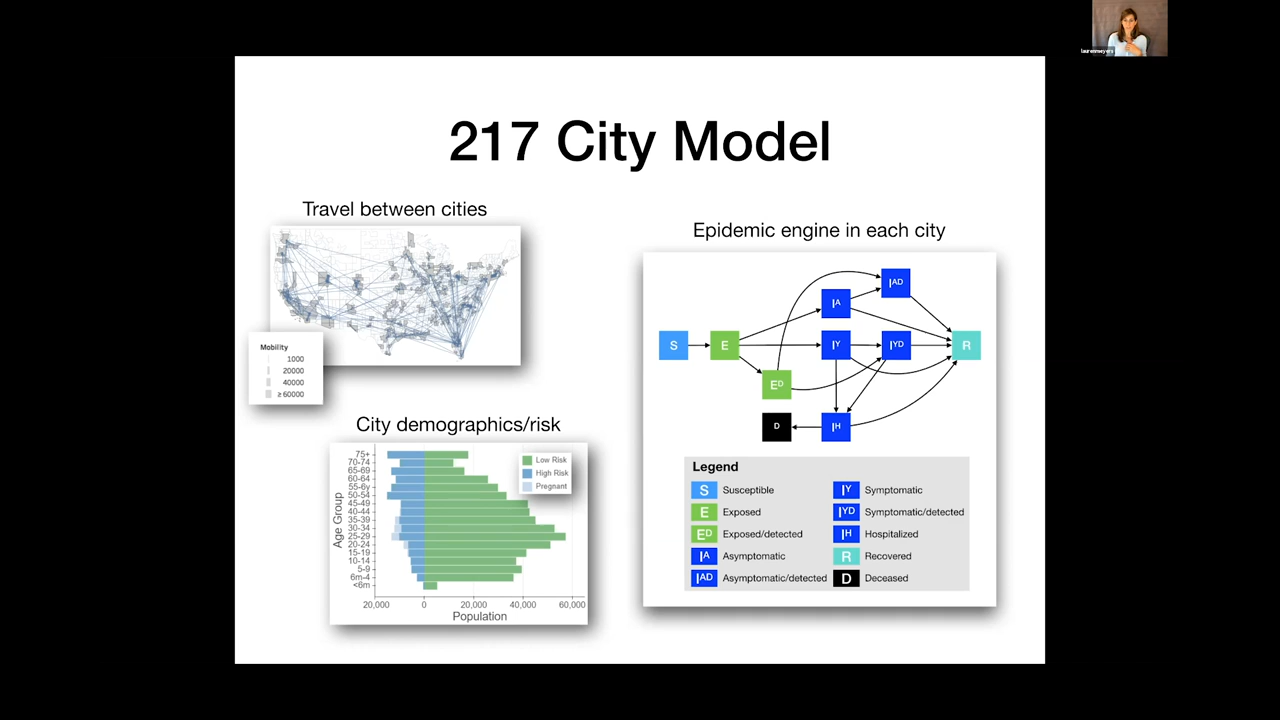 laurenmeyers
217 City Model
Travel between cities
Mobility
1000
20000
40000
≥ 60000
City demographics/risk
Age Group
75+
70-74
65-69
60-64
55-6y
50-54
45-49
40-44
35-39
30-34
25-29
20-24
15-19
10-14
5-9
6m-4
<6m
Low Risk
High Risk
Pregnant
20,000 0 20,000 40,000 60,000
Population
Epidemic engine in each city
IAD
IA
S E IY IYD R
ED
D IH
Legend
S Susceptible IY Symptomatic
E Exposed IYD Symptomatic/detected
ED Exposed/detected IH Hospitalized
IA Asymptomatic R Recovered
IAD Asymptomatic/detected D Deceased